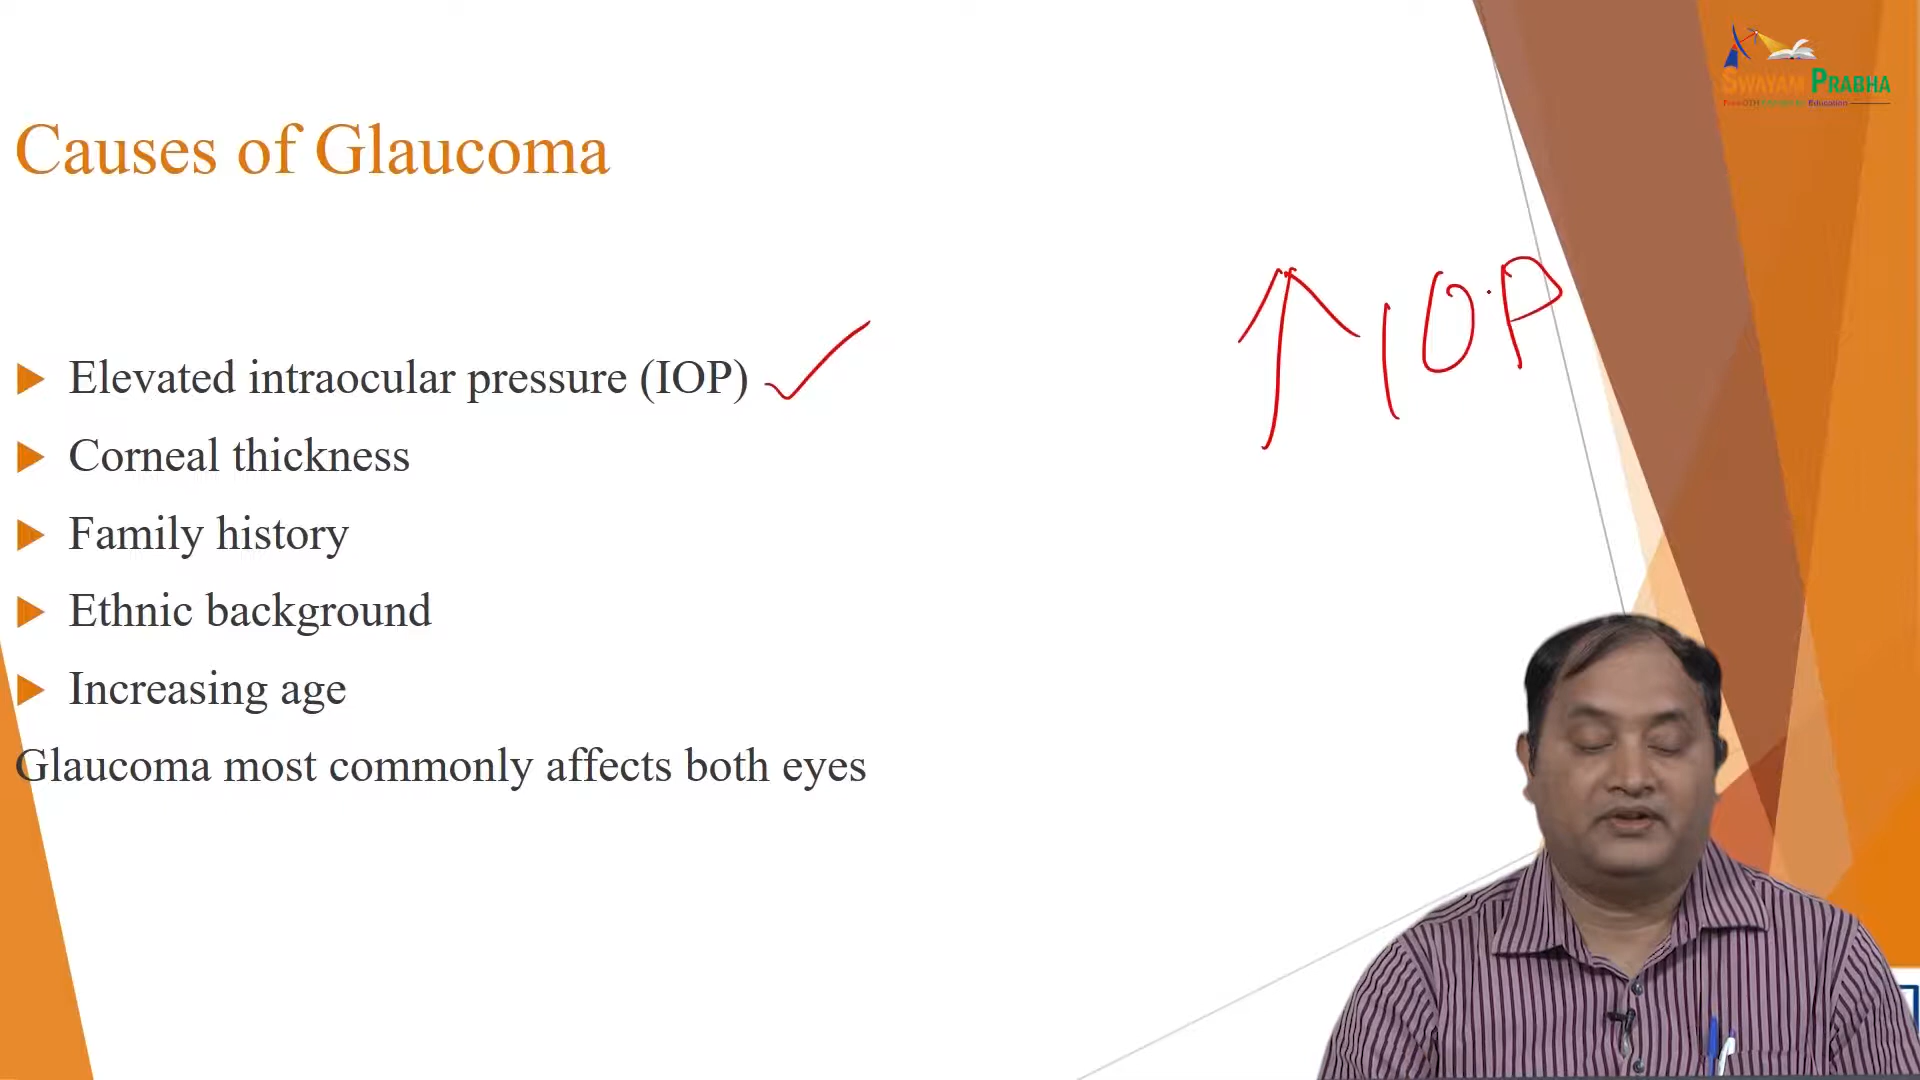 SWAYAM PRABHA
Causes of Glaucoma
↑ IOP
Elevated intraocular pressure (IOP) ✓
Corneal thickness
Family history
Ethnic background
Increasing age
Glaucoma most commonly affects both eyes